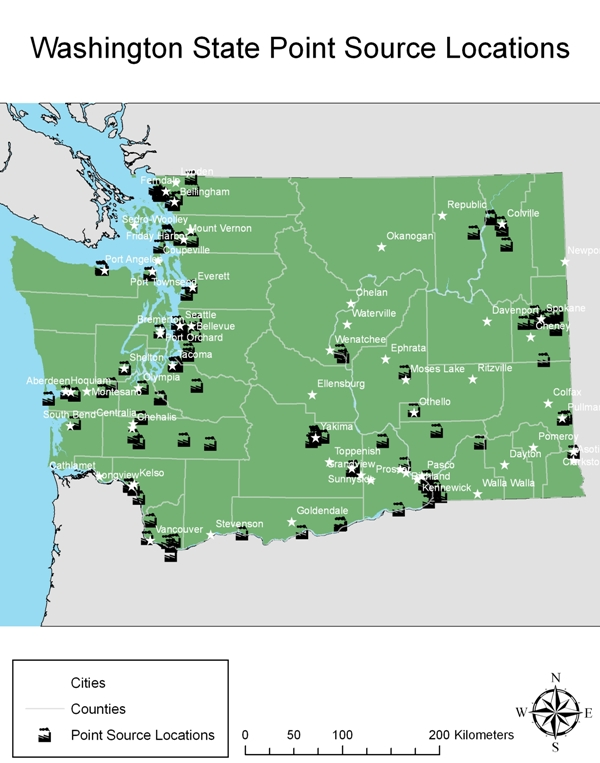 Washington State Point Source Locations
Lynden
Ferndale
Bellingham
Sedro-Woolley
Mount Vernon
Friday Harbor
Coupeville
Port Angeles
Port Townsend
Everett
Republic
Colville
Okanogan
Newpo
Chelan
Waterville
Wenatchee
Ephrata
Davenport
Spokane
Cheney
Seattle
Bremerton
Bellevue
Port Orchard
Tacoma
Shelton
Olympia
Aberdeen
Hoquiam
Montesano
South Bend
Centralia
Chehalis
Ellensburg
Moses Lake
Ritzville
Othello
Colfax
Pullman
Yakima
Toppenish
Grandview
Sunnyside
Prosser
Pasco
Richland
Kennewick
Walla Walla
Dayton
Pomeroy
Asoti
Clarkston
Cathlamet
Longview
Kelso
Vancouver
Stevenson
Goldendale
Cities
Counties
Point Source Locations
N
W
E
S
0 50 100 200 Kilometers